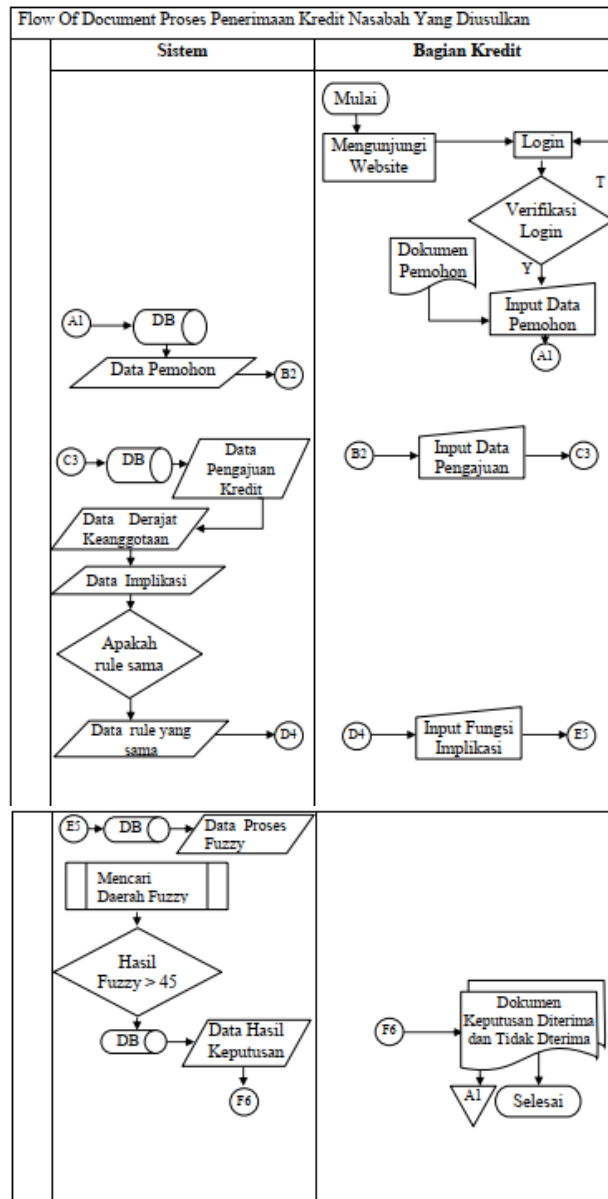 Flow Of Document Proses Penerimaan Kredit Nasabah Yang Diusulkan
Sistem
Bagian Kredit
Mulai
Mengunjungi
Website
Login
T
Verifikasi
Login
Y
Dokumen
Pemohon
Input Data
Pemohon
A1
A1
DB
Data Pemohon
B2
B2
Input Data
Pengajuan
C3
C3
DB
Data
Pengajuan
Kredit
Data Derajat
Keanggotaan
Data Implikasi
Apakah
rule sama
Data rule yang
sama
D4
D4
Input Fungsi
Implikasi
E5
E5
DB
Data Proses
Fuzzy
Mencari
Daerah Fuzzy
Hasil
Fuzzy > 45
DB
Data Hasil
Keputusan
F6
F6
Dokumen
Keputusan Diterima
dan Tidak Dterima
A1
Selesai